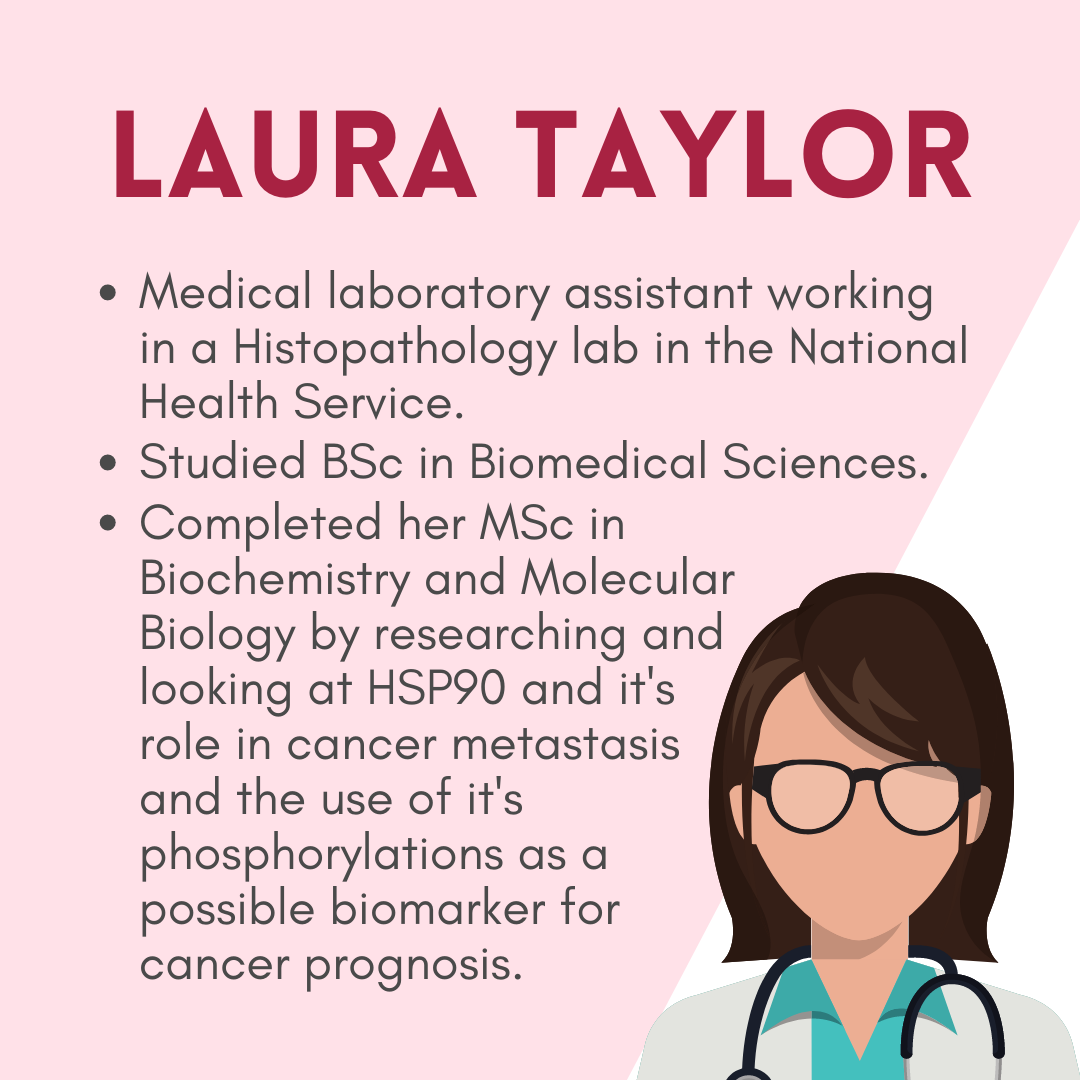 LAURA TAYLOR
• Medical laboratory assistant working
in a Histopathology lab in the National
Health Service.
• Studied BSc in Biomedical Sciences.
• Completed her MSc in
Biochemistry and Molecular
Biology by researching and
looking at HSP90 and it's
role in cancer metastasis
and the use of it's
phosphorylations as a
possible biomarker for
cancer prognosis.